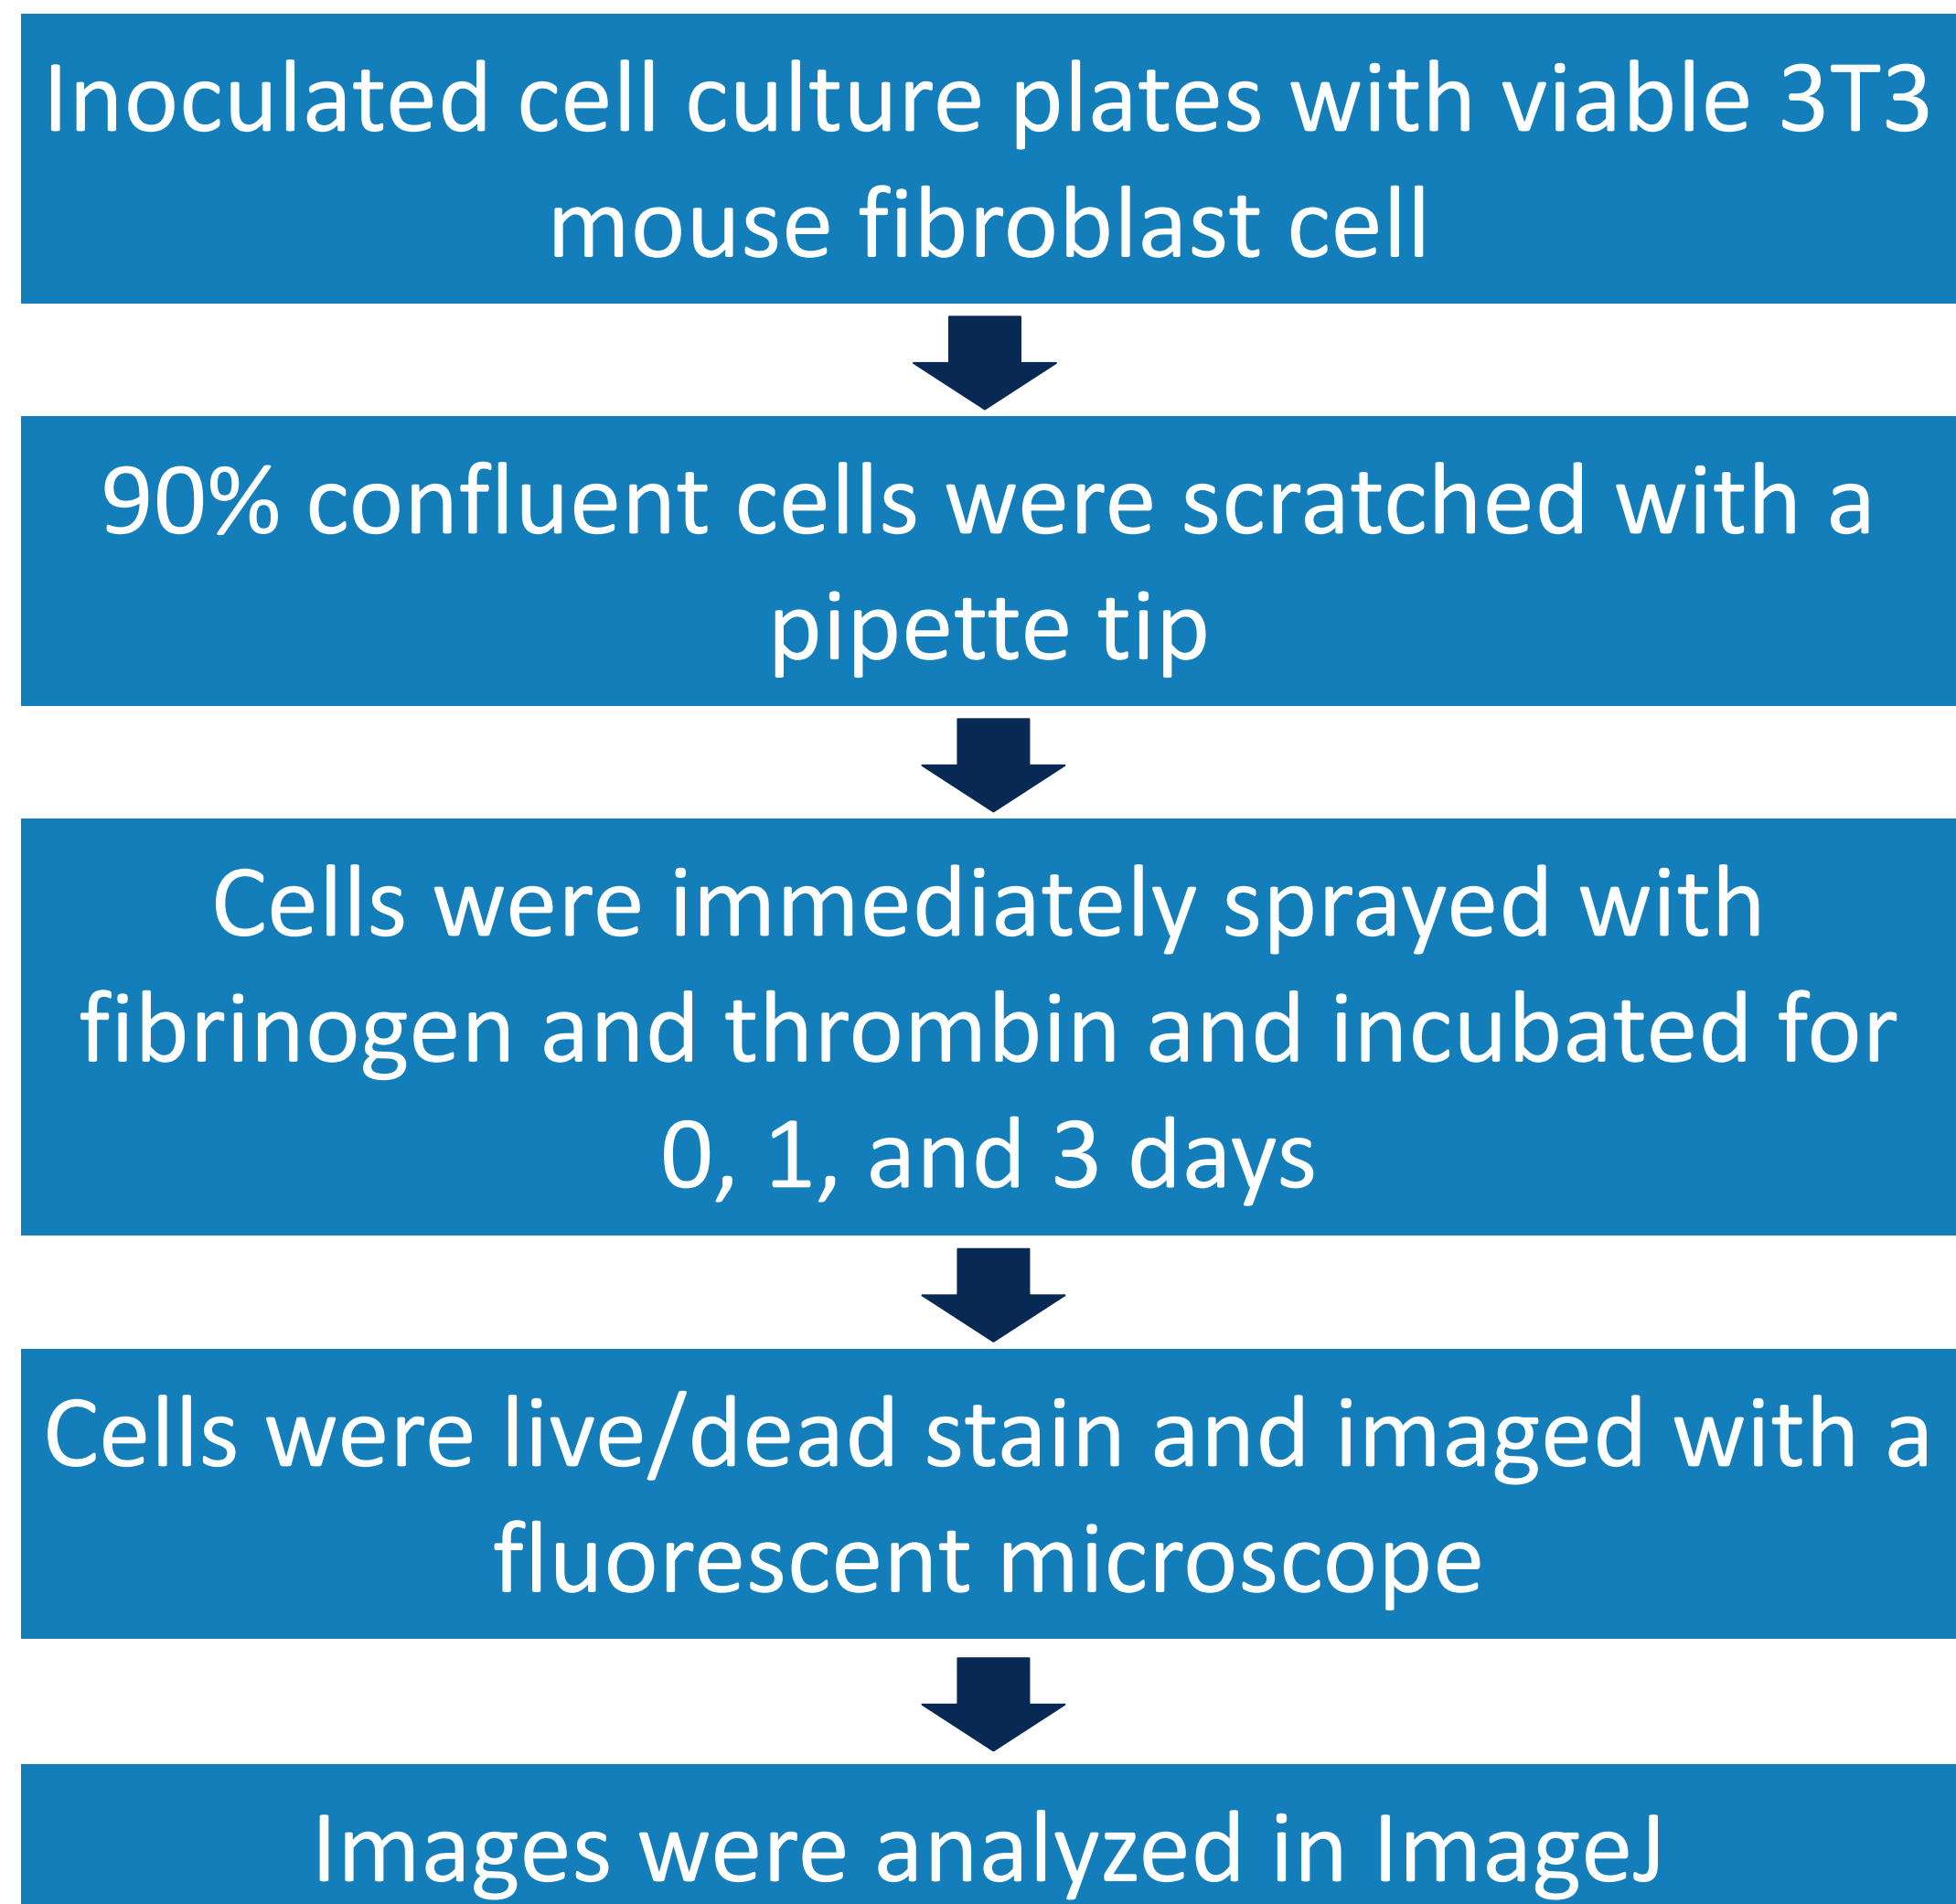 Inoculated cell culture plates with viable 3T3
mouse fibroblast cell
90% confluent cells were scratched with a
pipette tip
Cells were immediately sprayed with
fibrinogen and thrombin and incubated for
0, 1, and 3 days
Cells were live/dead stain and imaged with a
fluorescent microscope
Images were analyzed in ImageJ